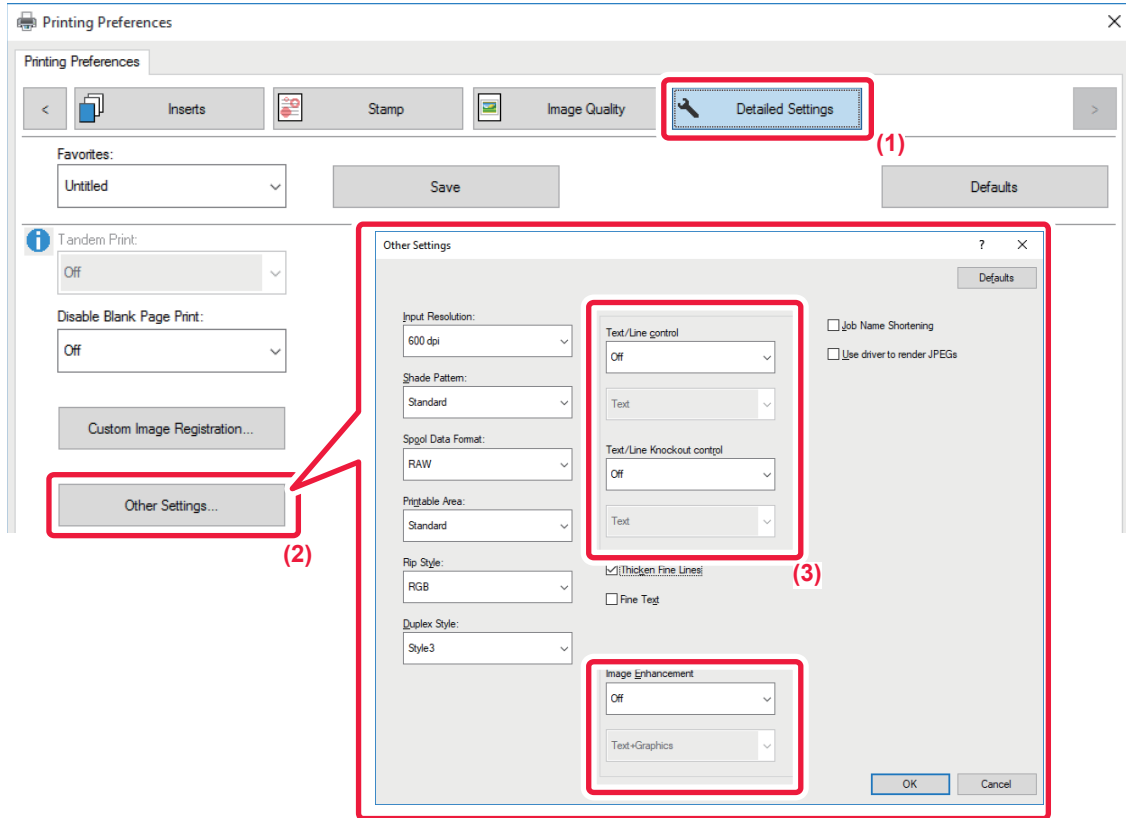 Printing Preferences
Printing Preferences
<
Inserts
Stamp
Image Quality
Detailed Settings
>
(1)
Favorites:
Untitled
Save
Defaults
Tandem Print:
Off
Disable Blank Page Print:
Off
Custom Image Registration...
Other Settings...
(2)
Other Settings
?
Defaults
Input Resolution:
600 dpi
Shade Pattern:
Standard
Spool Data Format:
RAW
Printable Area:
Standard
Rip Style:
RGB
Duplex Style:
Style3
Text/Line control
Off
Text
Text/Line Knockout control
Off
Text
(3)
Thicken Fine Lines
Fine Text
Image Enhancement
Off
Text+Graphics
Job Name Shortening
Use driver to render JPEGs
OK
Cancel